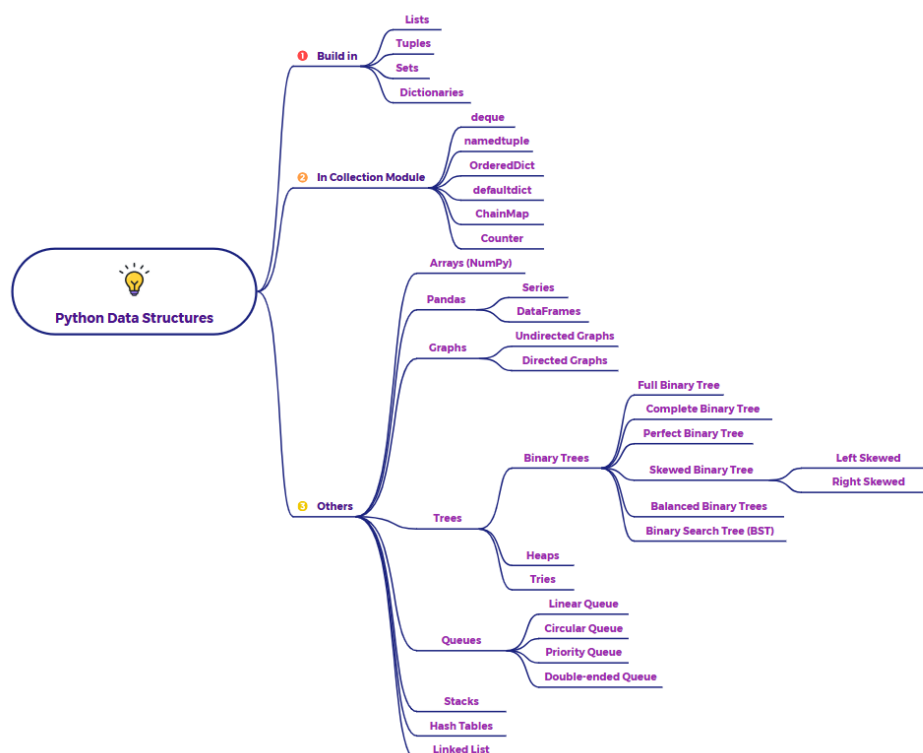 Python Data Structures
1 Build in
Lists
Tuples
Sets
Dictionaries
2 In Collection Module
deque
namedtuple
OrderedDict
defaultdict
ChainMap
Counter
3 Others
Arrays (NumPy)
Pandas
Series
DataFrames
Graphs
Undirected Graphs
Directed Graphs
Trees
Binary Trees
Full Binary Tree
Complete Binary Tree
Perfect Binary Tree
Skewed Binary Tree
Left Skewed
Right Skewed
Balanced Binary Trees
Binary Search Tree (BST)
Heaps
Tries
Queues
Linear Queue
Circular Queue
Priority Queue
Double-ended Queue
Stacks
Hash Tables
Linked List